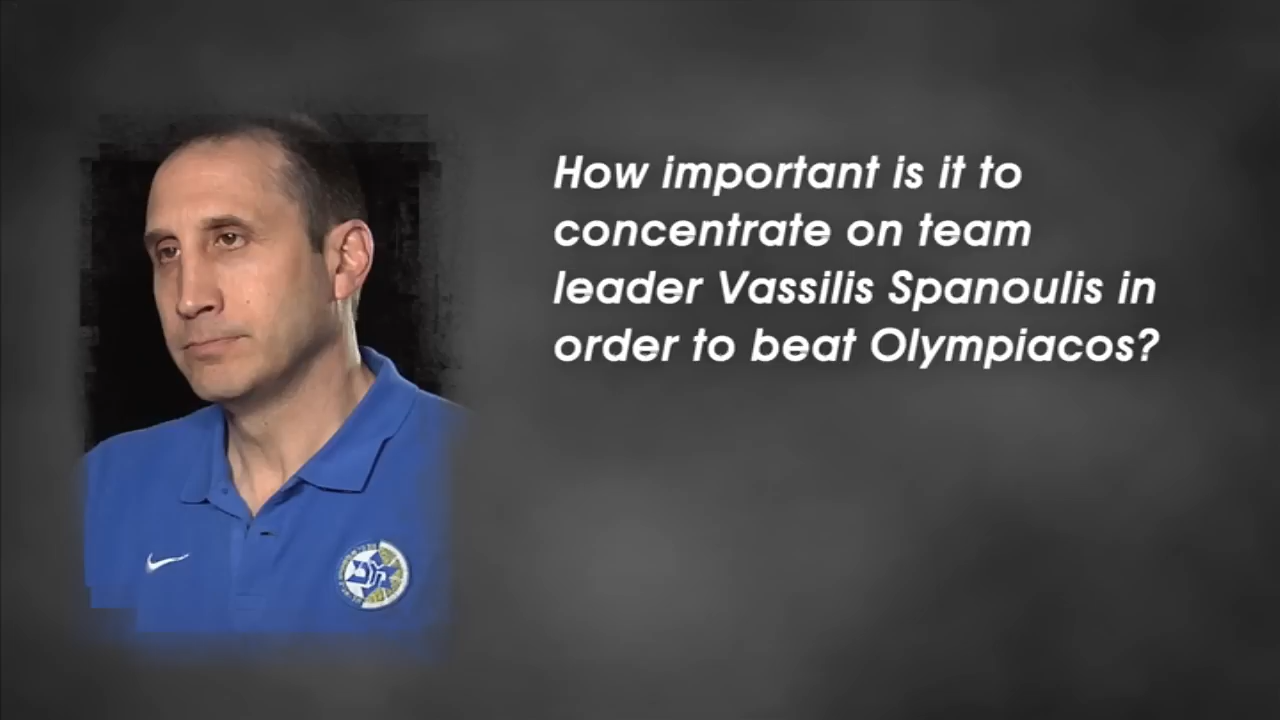 How important is it to
concentrate on team
leader Vassilis Spanoulis in
order to beat Olympiacos?